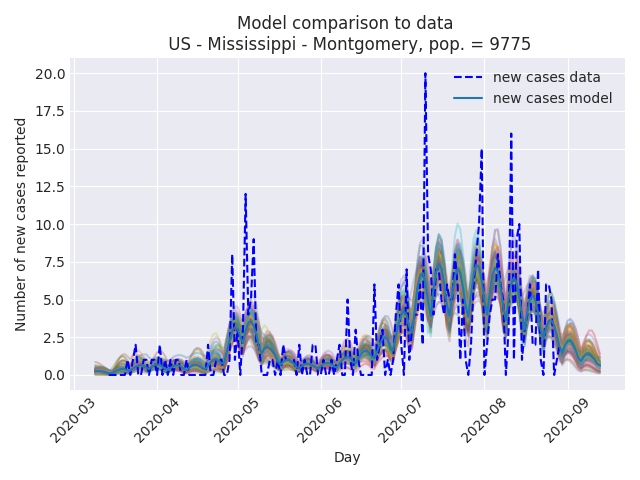 Model comparison to data
US - Mississippi - Montgomery, pop. = 9775
new cases data
new cases model
Number of new cases reported
20.0
17.5
15.0
12.5
10.0
7.5
5.0
2.5
0.0
2020-03
2020-04
2020-05
2020-06
2020-07
2020-08
2020-09
Day